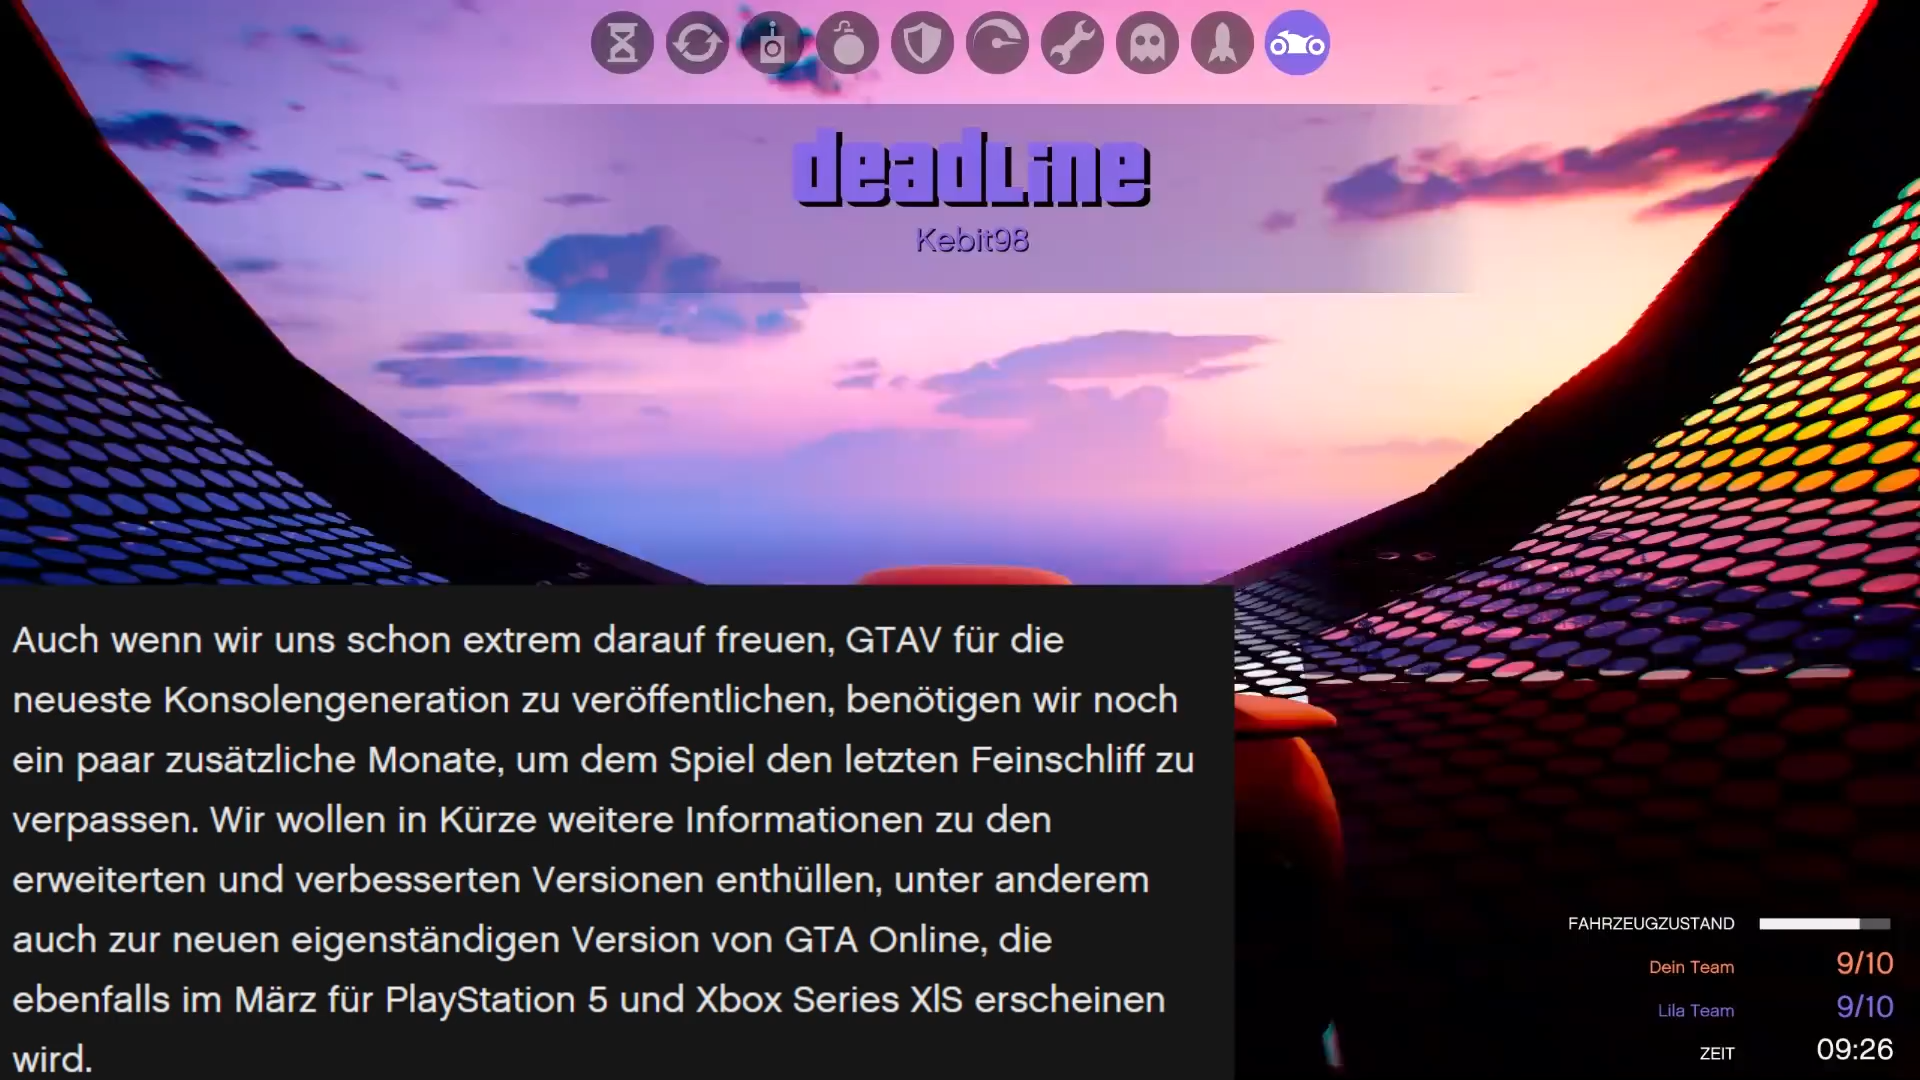 deadline
Kebit98
Auch wenn wir uns schon extrem darauf freuen, GTAV für die
neueste Konsolengeneration zu veröffentlichen, benötigen wir noch
ein paar zusätzliche Monate, um dem Spiel den letzten Feinschliff zu
verpassen. Wir wollen in Kürze weitere Informationen zu den
erweiterten und verbesserten Versionen enthüllen, unter anderem
auch zur neuen eigenständigen Version von GTA Online, die
ebenfalls im März für PlayStation 5 und Xbox Series XlS erscheinen
wird.
FAHRZEUGZUSTAND
Dein Team 9/10
Lila Team 9/10
ZEIT 09:26